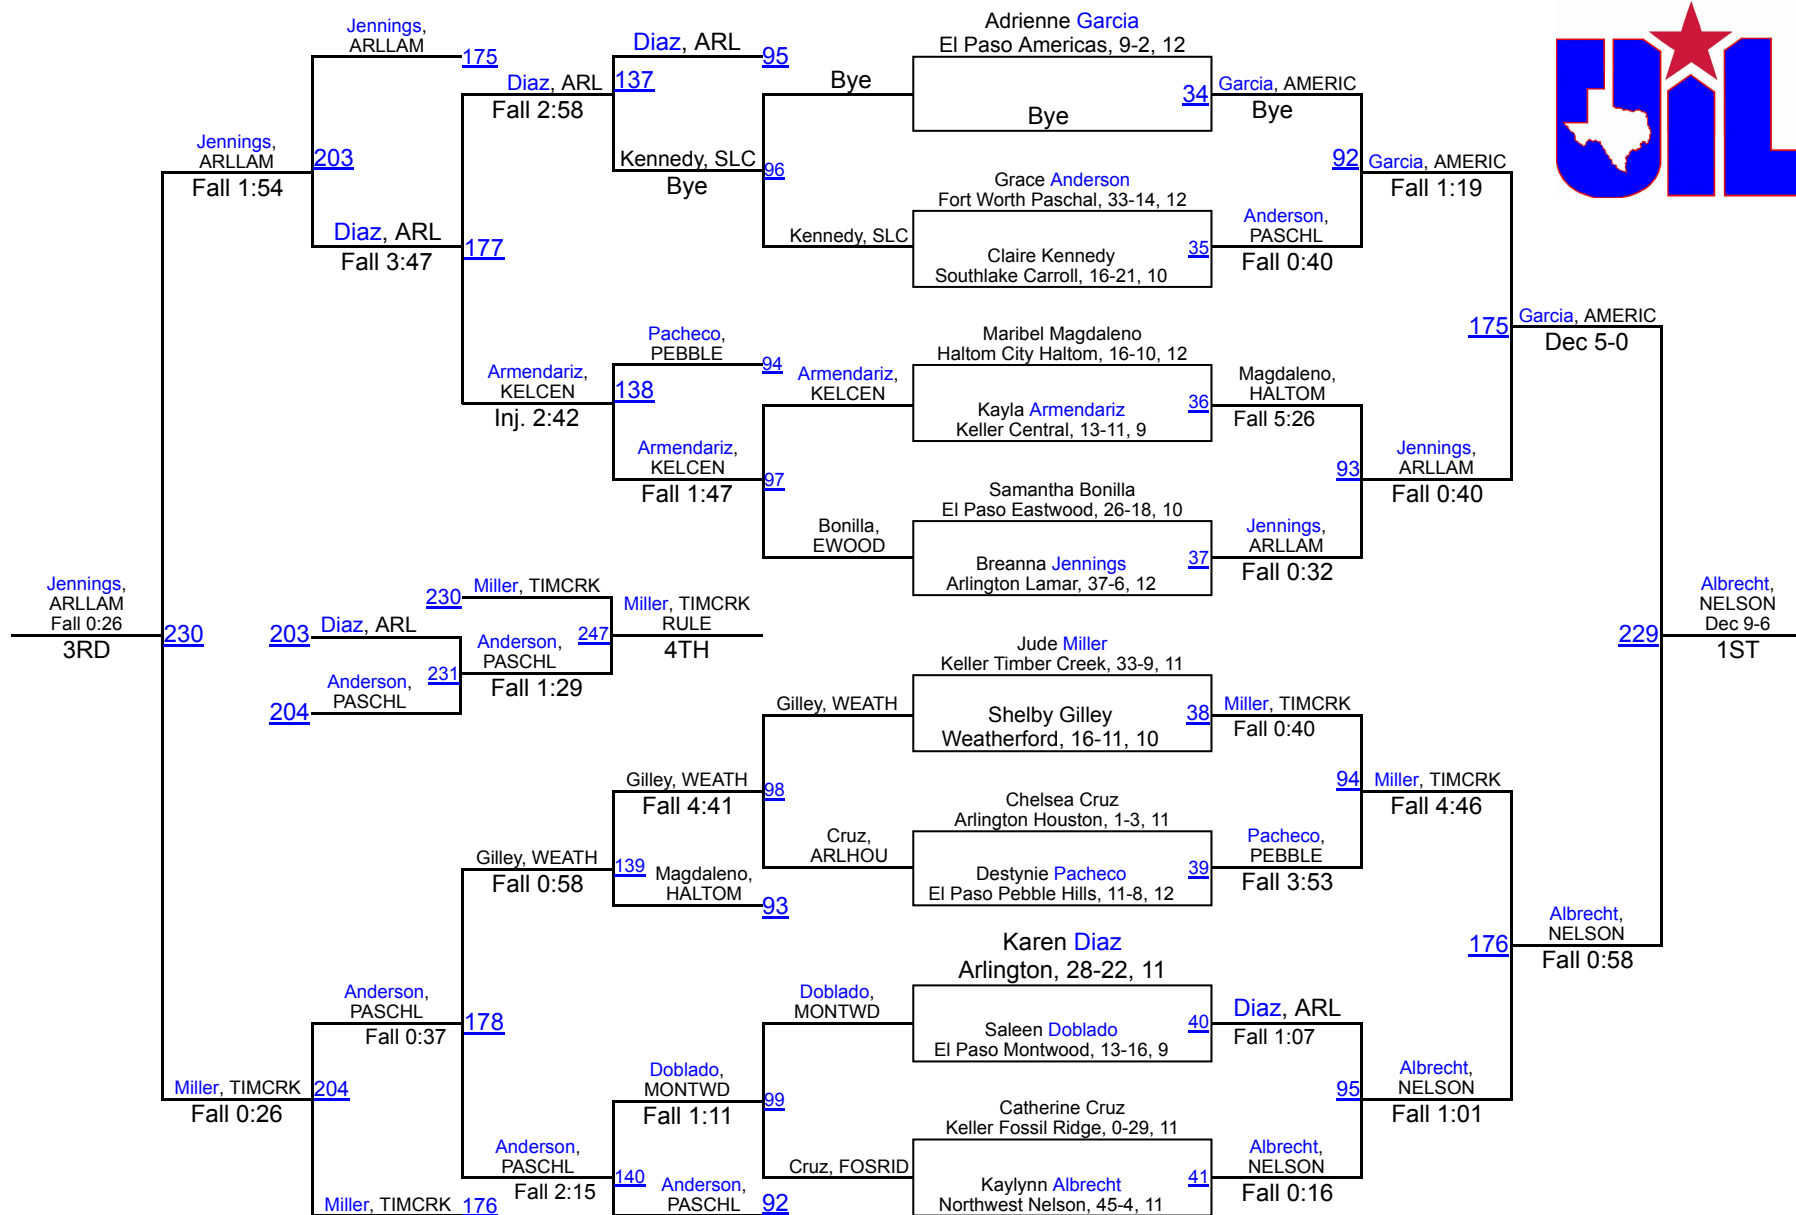 Adrienne Garcia
El Paso Americas, 9-2, 12
Bye
34
Grace Anderson
Fort Worth Paschal, 33-14, 12
Claire Kennedy
Southlake Carroll, 16-21, 10
35
Maribel Magdaleno
Haltom City Haltom, 16-10, 12
Kayla Armendariz
Keller Central, 13-11, 9
36
Samantha Bonilla
El Paso Eastwood, 26-18, 10
Breanna Jennings
Arlington Lamar, 37-6, 12
37
Jude Miller
Keller Timber Creek, 33-9, 11
Shelby Gilley
Weatherford, 16-11, 10
38
Chelsea Cruz
Arlington Houston, 1-3, 11
Destynie Pacheco
El Paso Pebble Hills, 11-8, 12
39
Karen Diaz
Arlington, 28-22, 11
Saleen Doblado
El Paso Montwood, 13-16, 9
40
Catherine Cruz
Keller Fossil Ridge, 0-29, 11
Kaylynn Albrecht
Northwest Nelson, 45-4, 11
41
Garcia, AMERIC
Bye
92
Anderson,
PASCHL
Fall 0:40
Magdaleno,
HALTOM
Fall 5:26
93
Jennings,
ARLLAM
Fall 0:32
Miller, TIMCRK
Fall 0:40
94
Pacheco,
PEBBLE
Fall 3:53
Diaz, ARL
Fall 1:07
95
Albrecht,
NELSON
Fall 0:16
Garcia, AMERIC
Fall 1:19
175
Jennings,
ARLLAM
Fall 0:40
Miller, TIMCRK
Fall 4:46
176
Albrecht,
NELSON
Fall 1:01
Garcia, AMERIC
Dec 5-0
229
Albrecht,
NELSON
Fall 0:58
Albrecht,
NELSON
Dec 9-6
1ST
UIL
Bye
96
Kennedy, SLC
Armendariz,
KELCEN
97
Bonilla,
EWOOD
Gilley, WEATH
98
Cruz,
ARLHOU
Doblado,
MONTWD
99
Cruz, FOSRID
Diaz, ARL
95
137
Kennedy, SLC
Bye
Pacheco,
PEBBLE
94
138
Armendariz,
KELCEN
Fall 1:47
Gilley, WEATH
Fall 4:41
139
Magdaleno,
HALTOM
93
Doblado,
MONTWD
Fall 1:11
140
Anderson,
PASCHL
92
Diaz, ARL
Fall 2:58
177
Armendariz,
KELCEN
Inj. 2:42
Gilley, WEATH
Fall 0:58
178
Anderson,
PASCHL
Fall 2:15
Jennings,
ARLLAM
175
203
Diaz, ARL
Fall 3:47
Anderson,
PASCHL
Fall 0:37
204
Miller, TIMCRK
176
Jennings,
ARLLAM
Fall 1:54
230
Miller, TIMCRK
Fall 0:26
Jennings,
ARLLAM
Fall 0:26
3RD
203
Diaz, ARL
231
204
Anderson,
PASCHL
230
Miller, TIMCRK
247
Anderson,
PASCHL
Fall 1:29
Miller, TIMCRK
RULE
4TH